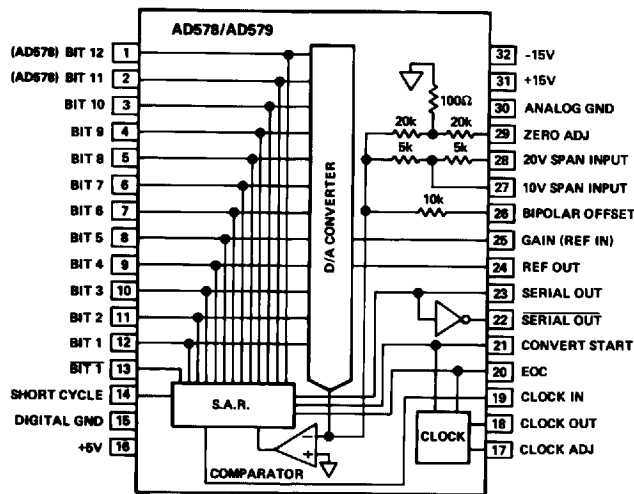 AD578/AD579
(AD578) BIT 12 1
(AD578) BIT 11 2
BIT 10 3
BIT 9 4
BIT 8 5
BIT 7 6
BIT 6 7
BIT 5 8
BIT 4 9
BIT 3 10
BIT 2 11
BIT 1 12
BIT 1 13
SHORT CYCLE 14
DIGITAL GND 15
+5V 16
D/A CONVERTER
S.A.R.
COMPARATOR
−
+
CLOCK
100Ω
20k 20k
5k 5k
10k
32 -15V
31 +15V
30 ANALOG GND
29 ZERO ADJ
28 20V SPAN INPUT
27 10V SPAN INPUT
26 BIPOLAR OFFSET
25 GAIN (REF IN)
24 REF OUT
23 SERIAL OUT
22 SERIAL OUT
21 CONVERT START
20 EOC
19 CLOCK IN
18 CLOCK OUT
17 CLOCK ADJ